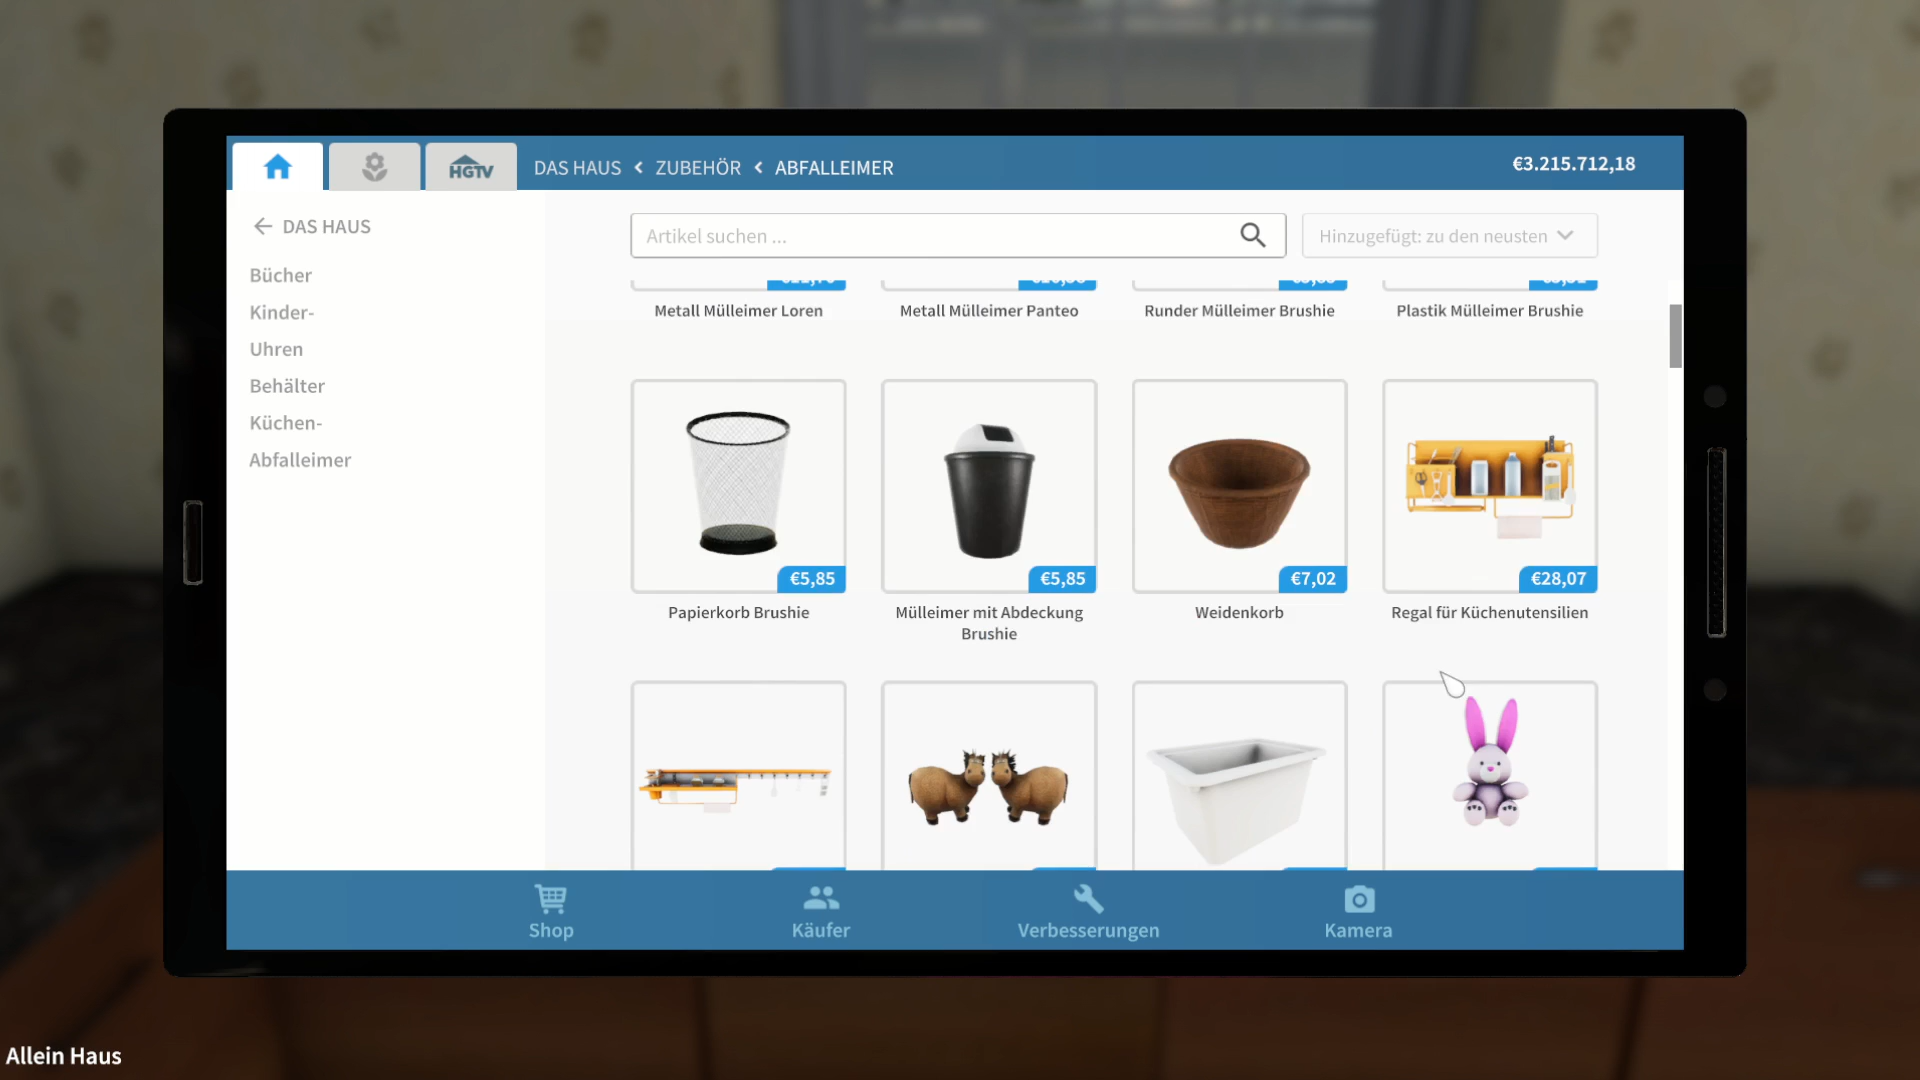 HGTV
DAS HAUS < ZUBEHÖR < ABFALLEIMER
€3.215.712,18
← DAS HAUS
Bücher
Kinder-
Uhren
Behälter
Küchen-
Abfalleimer
Artikel suchen ...
Hinzugefügt: zu den neusten
Metall Mülleimer Loren
Metall Mülleimer Panteo
Runder Mülleimer Brushie
Plastik Mülleimer Brushie
€5,85
€5,85
€7,02
€28,07
Papierkorb Brushie
Mülleimer mit Abdeckung
Brushie
Weidenkorb
Regal für Küchenutensilien
Shop
Käufer
Verbesserungen
Kamera
Allein Haus